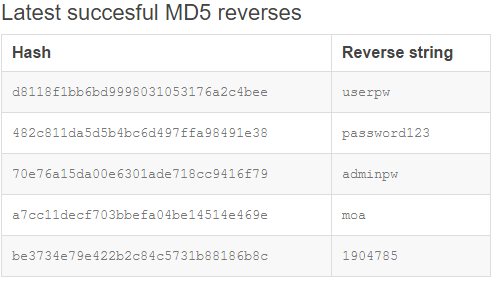 Latest succesful MD5 reverses
Hash Reverse string
d8118f1bb6bd9998031053176a2c4bee userpw
482c811da5d5b4bc6d497ffa98491e38 password123
70e76a15da00e6301ade718cc9416f79 adminpw
a7cc11decf703bbefa04be14514e469e moa
be3734e79e422b2c84c5731b88186b8c 1904785